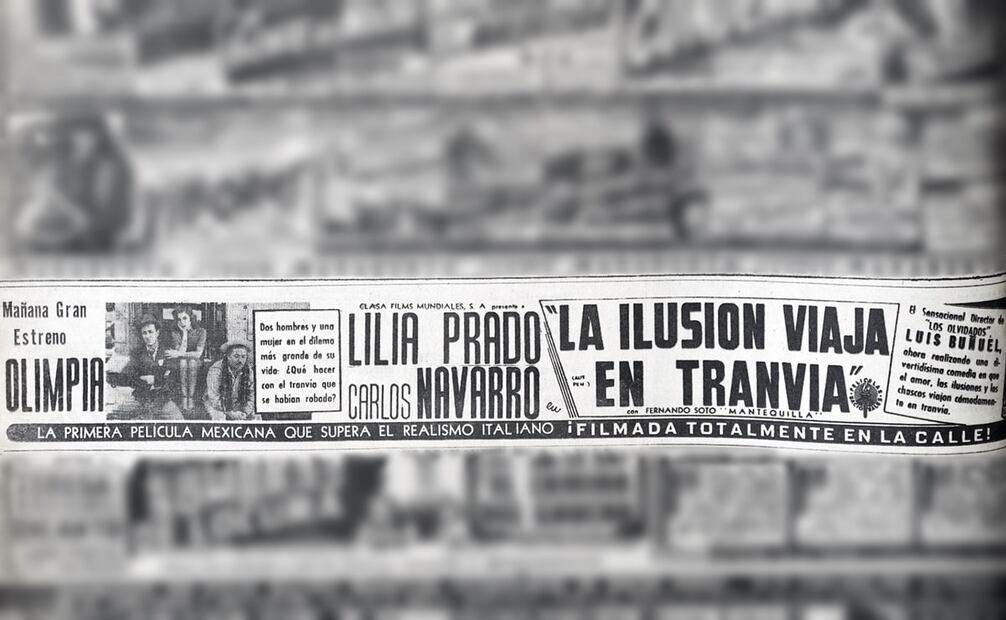 Mañana Gran
Estreno
OLIMPIA
Dos hombres y una
mujer en el dilema
más grande de su
vida: ¿Qué hacer
con el tranvía que
se habían robado?
CLASA FILMS MUNDIALES, S. A. presenta a
LILIA PRADO
CARLOS NAVARRO
en
"LA ILUSION VIAJA
EN TRANVIA"
con FERNANDO SOTO "MANTEQUILLA"
El Sensacional Director de
"LOS OLVIDADOS"
LUIS BUÑUEL,
ahora realizando una di-
vertidísima comedia en que
el amor, las ilusiones y los
chascos viajan cómodamen-
te en tranvía.
LA PRIMERA PELICULA MEXICANA QUE SUPERA EL REALISMO ITALIANO ¡FILMADA TOTALMENTE EN LA CALLE!